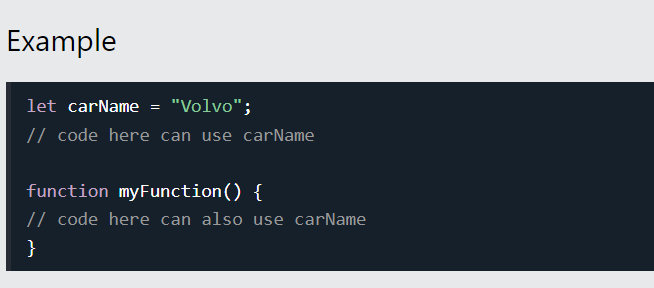 Example
let carName = "Volvo";
// code here can use carName
function myFunction() {
// code here can also use carName
}